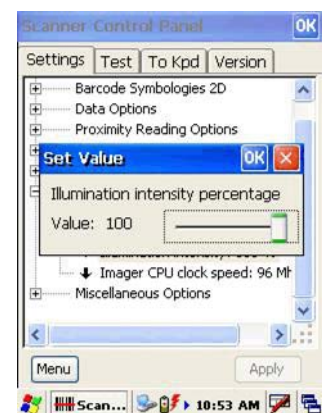 Scanner Control Panel OK
Settings Test To Kpd Version
Barcode Symbologies 2D
Data Options
Proximity Reading Options
Set Value OK
Illumination intensity percentage
Value: 100
Imager CPU clock speed: 96 MH
Miscellaneous Options
Menu Apply
Scan... 10:53 AM